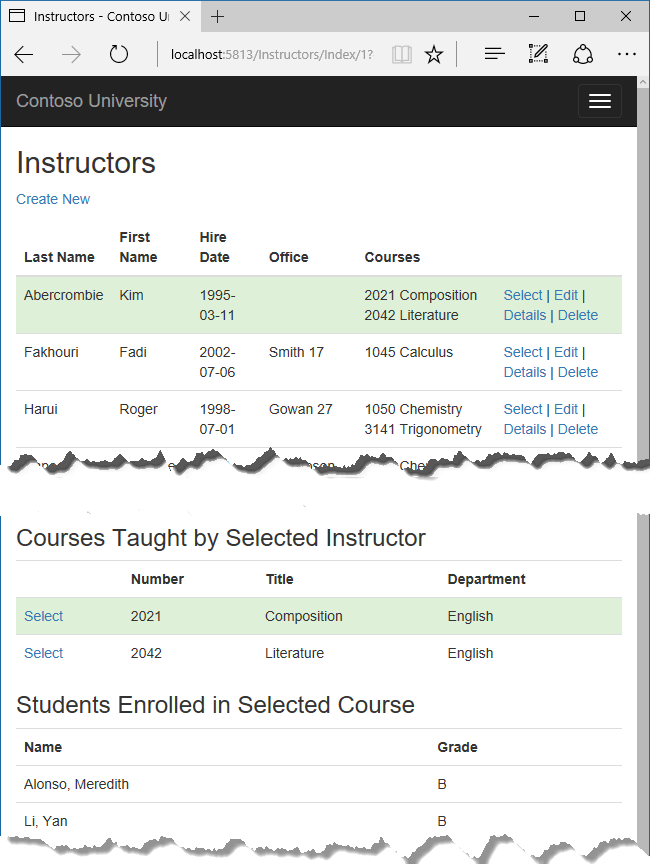 Instructors - Contoso Ui
localhost:5813/Instructors/Index/1?
Contoso University
Instructors
Create New
Last Name First Name Hire Date Office Courses
Abercrombie Kim 1995-03-11 2021 Composition Select | Edit |
2042 Literature Details | Delete
Fakhouri Fadi 2002-07-06 Smith 17 1045 Calculus Select | Edit |
Details | Delete
Harui Roger 1998-07-01 Gowan 27 1050 Chemistry Select | Edit |
3141 Trigonometry Details | Delete
Courses Taught by Selected Instructor
Number Title Department
Select 2021 Composition English
Select 2042 Literature English
Students Enrolled in Selected Course
Name Grade
Alonso, Meredith B
Li, Yan B